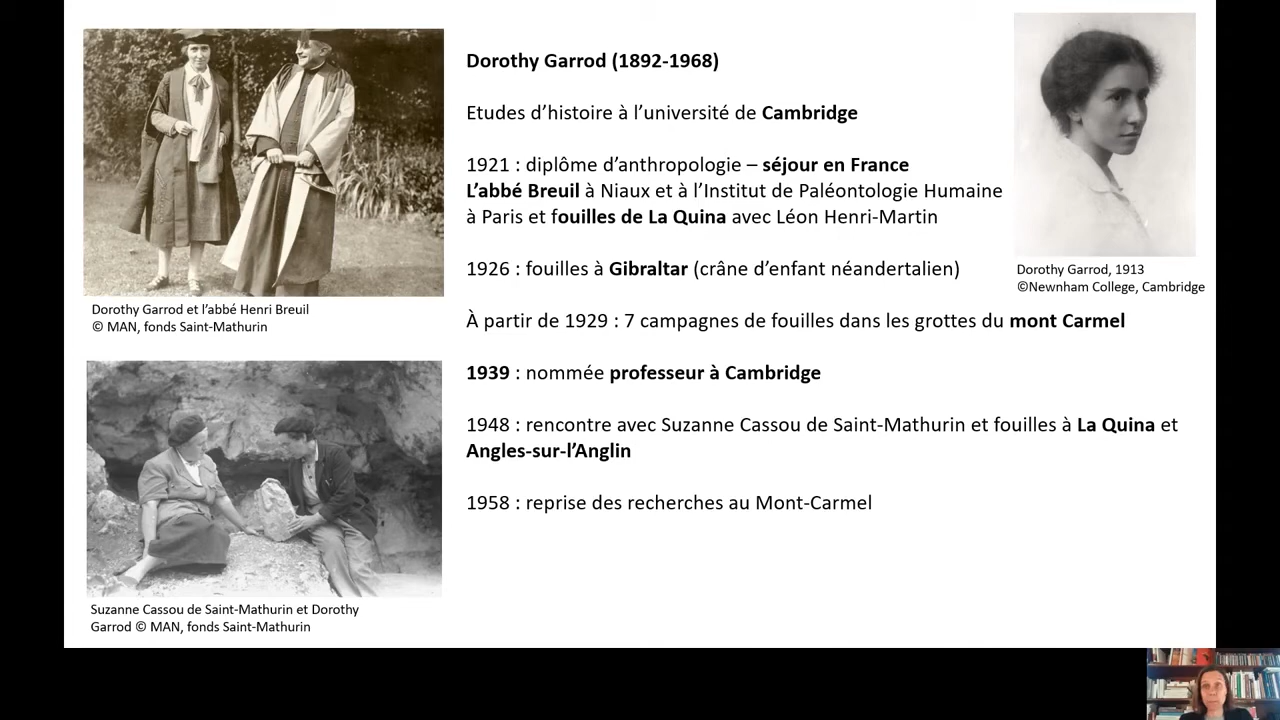 Dorothy Garrod (1892-1968)
Etudes d’histoire à l’université de Cambridge
1921 : diplôme d’anthropologie – séjour en France
L’abbé Breuil à Niaux et à l’Institut de Paléontologie Humaine
à Paris et fouilles de La Quina avec Léon Henri-Martin
1926 : fouilles à Gibraltar (crâne d’enfant néandertalien)
À partir de 1929 : 7 campagnes de fouilles dans les grottes du mont Carmel
1939 : nommée professeur à Cambridge
1948 : rencontre avec Suzanne Cassou de Saint-Mathurin et fouilles à La Quina et
Angles-sur-l’Anglin
1958 : reprise des recherches au Mont-Carmel
Dorothy Garrod et l’abbé Henri Breuil
© MAN, fonds Saint-Mathurin
Suzanne Cassou de Saint-Mathurin et Dorothy
Garrod © MAN, fonds Saint-Mathurin
Dorothy Garrod, 1913
©Newnham College, Cambridge